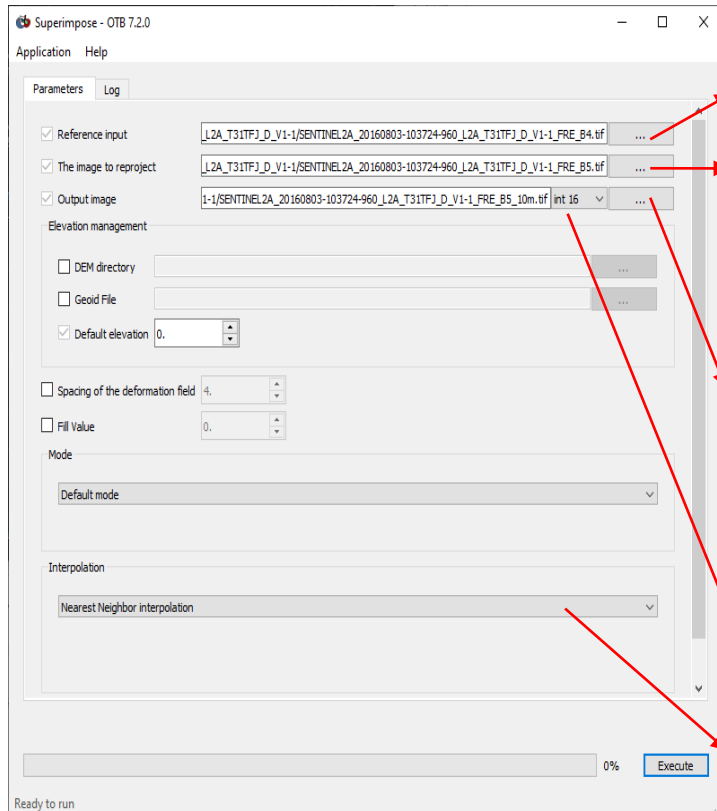 Superimpose - OTB 7.2.0
Application Help
Parameters Log
Reference input _L2A_T31TFJ_D_V1-1/SENTINEL2A_20160803-103724-960_L2A_T31TFJ_D_V1-1_FRE_B4.tif ...
The image to reproject _L2A_T31TFJ_D_V1-1/SENTINEL2A_20160803-103724-960_L2A_T31TFJ_D_V1-1_FRE_B5.tif ...
Output image 1-1/SENTINEL2A_20160803-103724-960_L2A_T31TFJ_D_V1-1_FRE_B5_10m.tif int 16 ...
Elevation management
DEM directory ...
Geoid File ...
Default elevation 0.
Spacing of the deformation field 4.
Fill Value 0.
Mode
Default mode
Interpolation
Nearest Neighbor interpolation
0% Execute
Ready to run